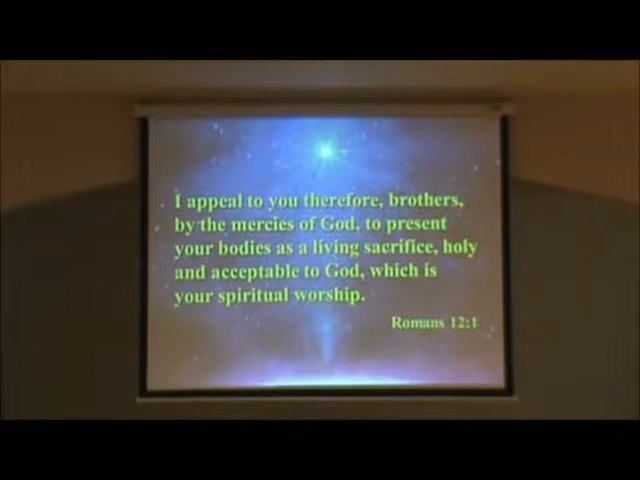 I appeal to you therefore, brothers,
by the mercies of God, to present
your bodies as a living sacrifice, holy
and acceptable to God, which is
your spiritual worship.
Romans 12:1